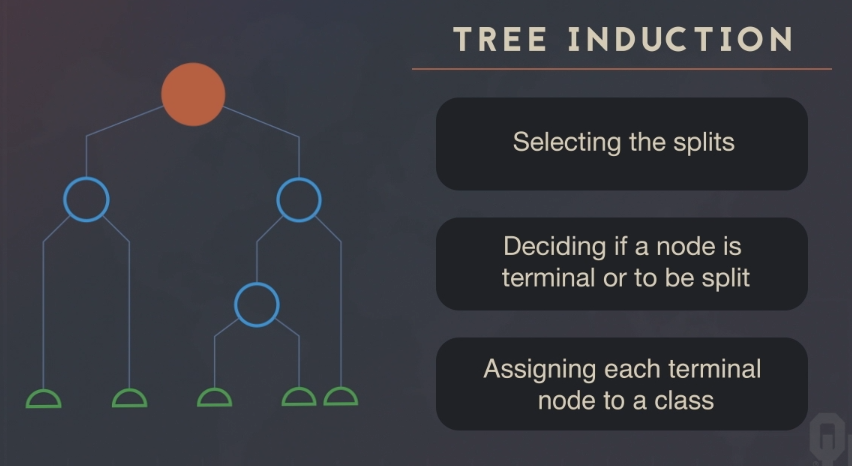 TREE INDUCTION
Selecting the splits
Deciding if a node is
terminal or to be split
Assigning each terminal
node to a class